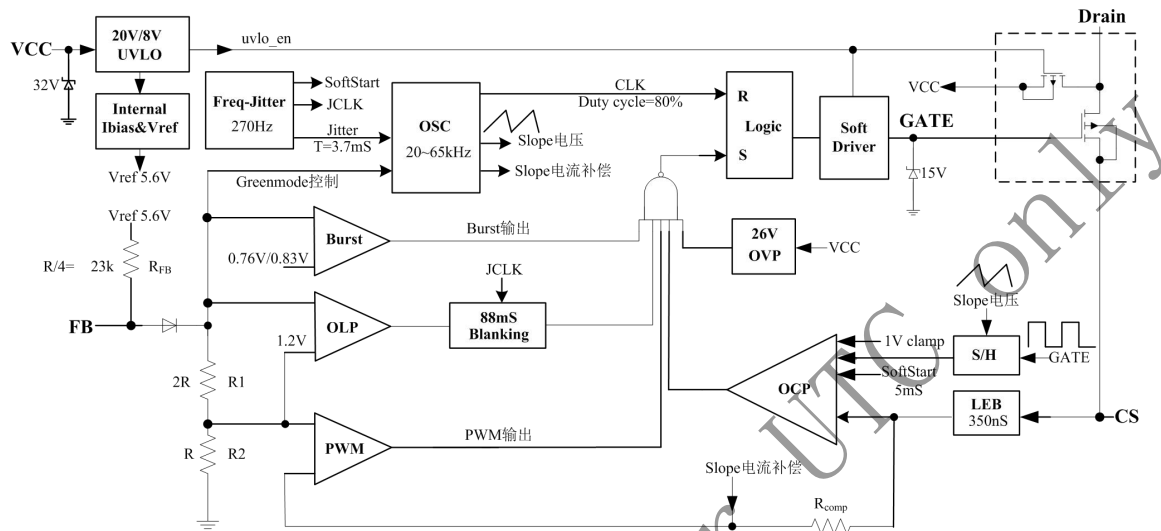 Drain
VCC
20V/8V
UVLO
uvlo_en
32V
Internal
Ibias&Vref
Vref 5.6V
Freq-Jitter
270Hz
SoftStart
JCLK
Jitter
T=3.7mS
OSC
20~65kHz
CLK
Duty cycle=80%
Slope电压
Slope电流补偿
Greenmode控制
R
Logic
S
Soft
Driver
GATE
15V
VCC
Vref 5.6V
R/4=
23k
RFB
FB
Burst
0.76V/0.83V
Burst输出
26V
OVP
VCC
OLP
1.2V
JCLK
88mS
Blanking
2R
R1
R
R2
PWM
PWM输出
OCP
1V clamp
SoftStart
5mS
Slope电压
S/H
GATE
LEB
350nS
CS
Slope电流补偿
Rcomp
UTC only